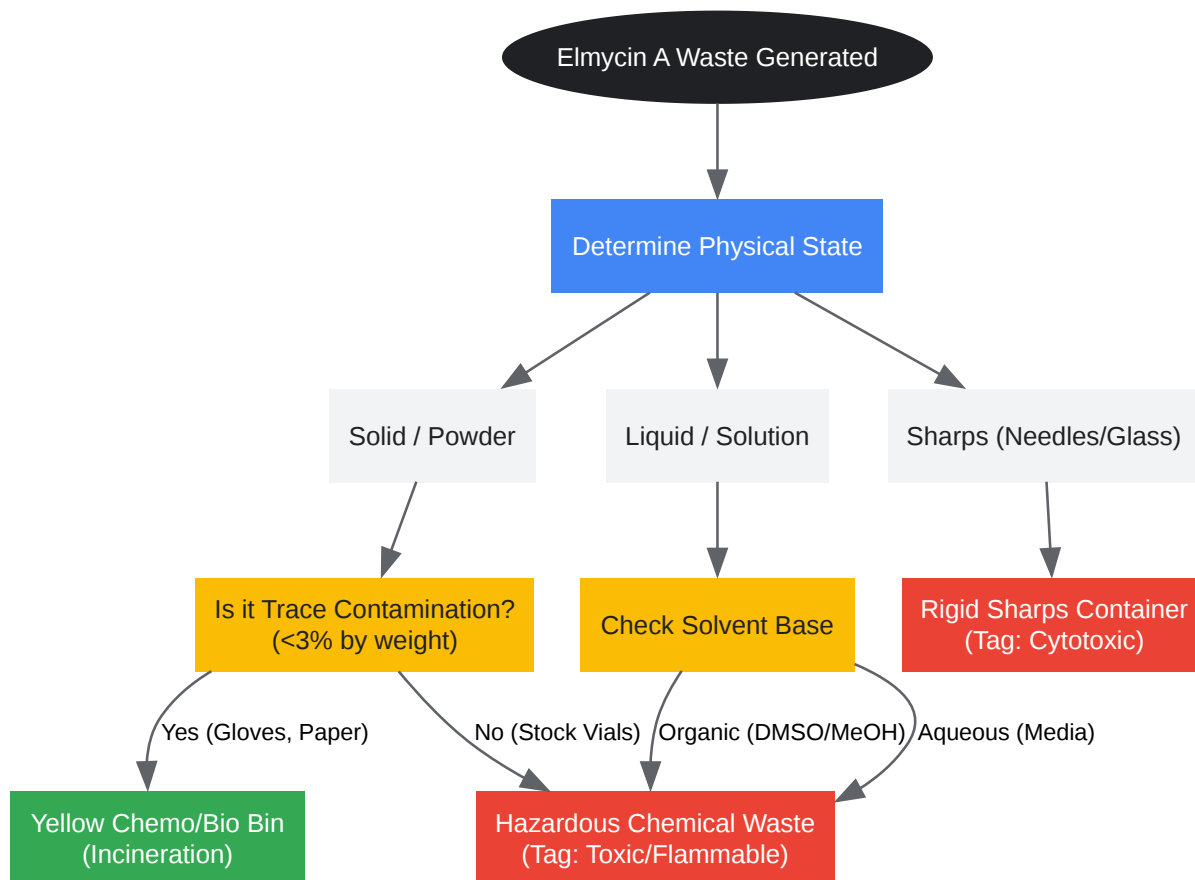 Elmycin A Waste Generated
Determine Physical State
Solid / Powder
Liquid / Solution
Sharps (Needles/Glass)
Is it Trace Contamination?
(<3% by weight)
Check Solvent Base
Rigid Sharps Container
(Tag: Cytotoxic)
Yes (Gloves, Paper)
No (Stock Vials)
Organic (DMSO/MeOH)
Aqueous (Media)
Yellow Chemo/Bio Bin
(Incineration)
Hazardous Chemical Waste
(Tag: Toxic/Flammable)